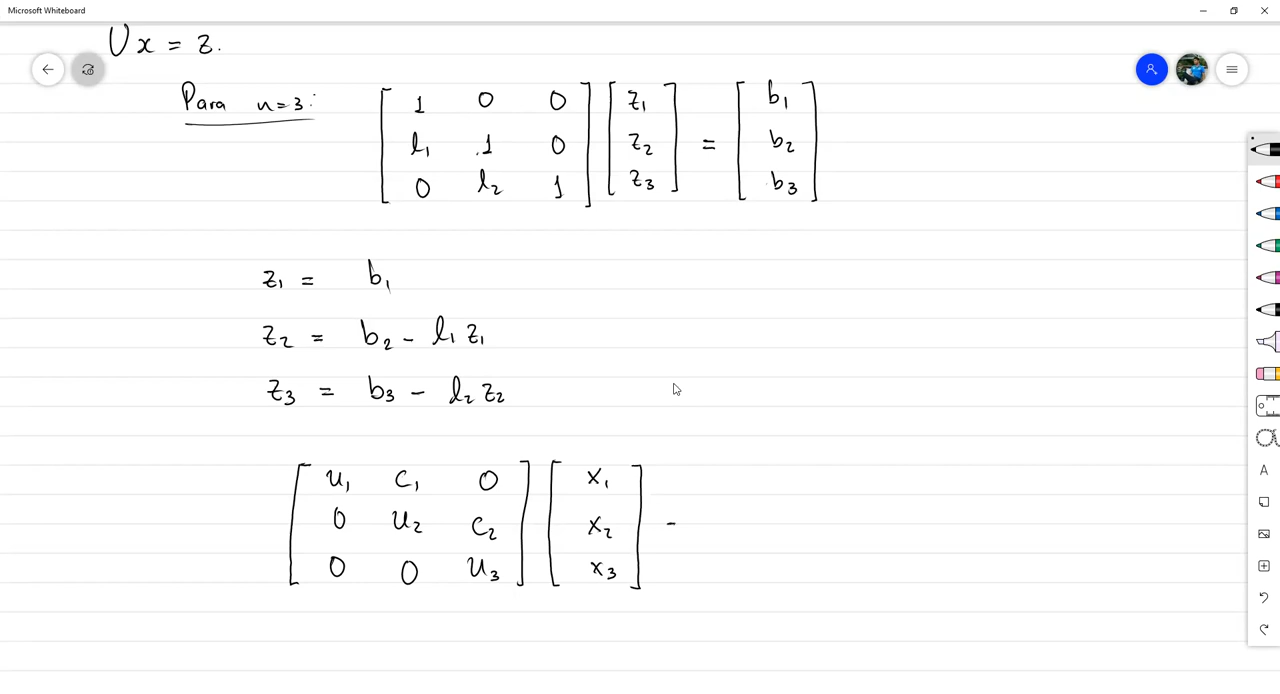 Microsoft Whiteboard
Ux = z.
Para n=3:
[ 1 0 0 ] [ z₁ ] = [ b₁ ]
[ l₁ 1 0 ] [ z₂ ] [ b₂ ]
[ 0 l₂ 1 ] [ z₃ ] [ b₃ ]
z₁ = b₁
z₂ = b₂ - l₁ z₁
z₃ = b₃ - l₂ z₂
[ u₁ c₁ 0 ] [ x₁ ]
[ 0 u₂ c₂ ] [ x₂ ] -
[ 0 0 u₃ ] [ x₃ ]